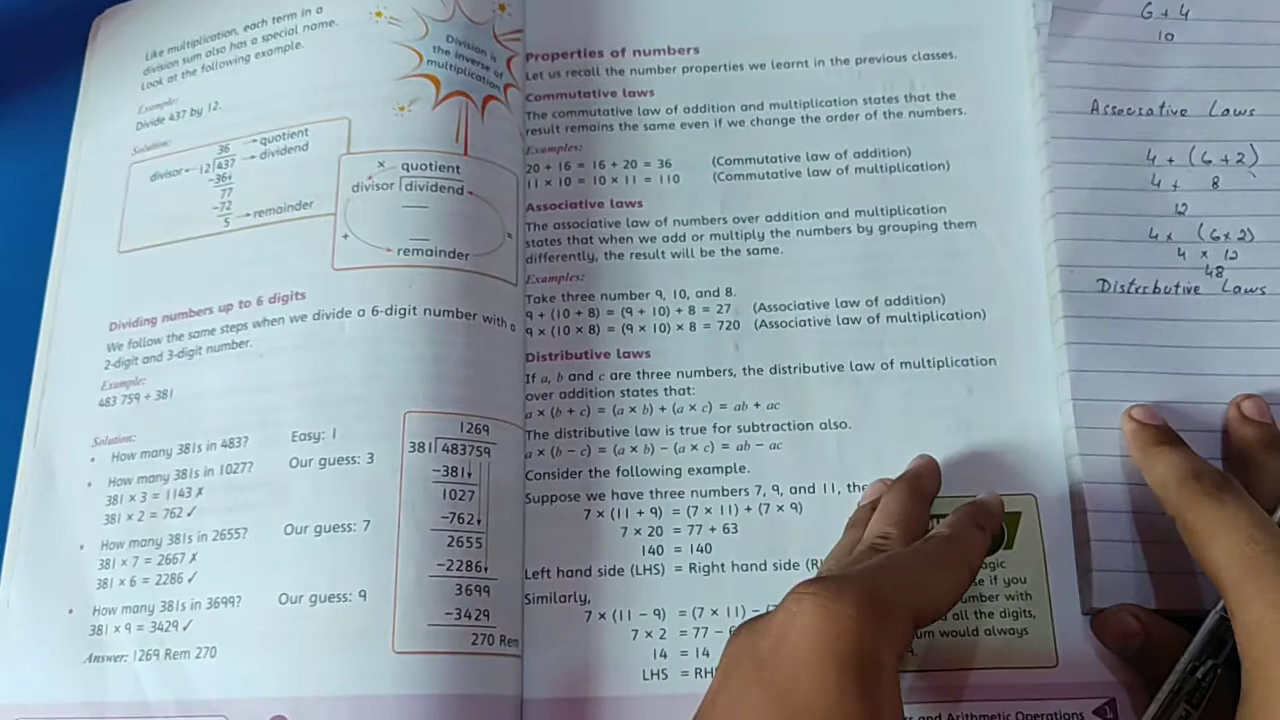 Like multiplication, each term in a
division sum also has a special name.
Look at the following example.
Example:
Divide 437 by 12.
Solution:
36 → quotient
divisor ← 12 437 → dividend
-36↓
77
-72
5 → remainder
Division is
the inverse of
multiplication.
× quotient
divisor dividend
+ =
remainder
Dividing numbers up to 6 digits
We follow the same steps when we divide a 6-digit number with a
2-digit and 3-digit number.
Example:
483 759 ÷ 381
Solution:
• How many 381s in 483? Easy: 1
• How many 381s in 1027? Our guess: 3
381 × 3 = 1143 ✗
381 × 2 = 762 ✓
• How many 381s in 2655? Our guess: 7
381 × 7 = 2667 ✗
381 × 6 = 2286 ✓
• How many 381s in 3699? Our guess: 9
381 × 9 = 3429 ✓
Answer: 1269 Rem 270
1269
381 483759
-381↓
1027
-762↓
2655
-2286↓
3699
-3429
270 Rem
Properties of numbers
Let us recall the number properties we learnt in the previous classes.
Commutative laws
The commutative law of addition and multiplication states that the
result remains the same even if we change the order of the numbers.
Examples:
20 + 16 = 16 + 20 = 36 (Commutative law of addition)
11 × 10 = 10 × 11 = 110 (Commutative law of multiplication)
Associative laws
The associative law of numbers over addition and multiplication
states that when we add or multiply the numbers by grouping them
differently, the result will be the same.
Examples:
Take three number 9, 10, and 8.
9 + (10 + 8) = (9 + 10) + 8 = 27 (Associative law of addition)
9 × (10 × 8) = (9 × 10) × 8 = 720 (Associative law of multiplication)
Distributive laws
If a, b and c are three numbers, the distributive law of multiplication
over addition states that:
a × (b + c) = (a × b) + (a × c) = ab + ac
The distributive law is true for subtraction also.
a × (b − c) = (a × b) − (a × c) = ab − ac
Consider the following example.
Suppose we have three numbers 7, 9, and 11,
7 × (11 + 9) = (7 × 11) + (7 × 9)
7 × 20 = 77 + 63
140 = 140
Left hand side (LHS) = Right hand side
Similarly,
7 × (11 − 9) = (7 × 11) −
7 × 2 = 77 −
14 = 14
LHS =
if you
with
all the digits,
would always
and Arithmetic Operations
6 + 4
10
Assecsative Laws
4 + (6 + 2)
4 + 8
12
4 × (6 × 2)
4 × 12
48
Distrebutive Laws